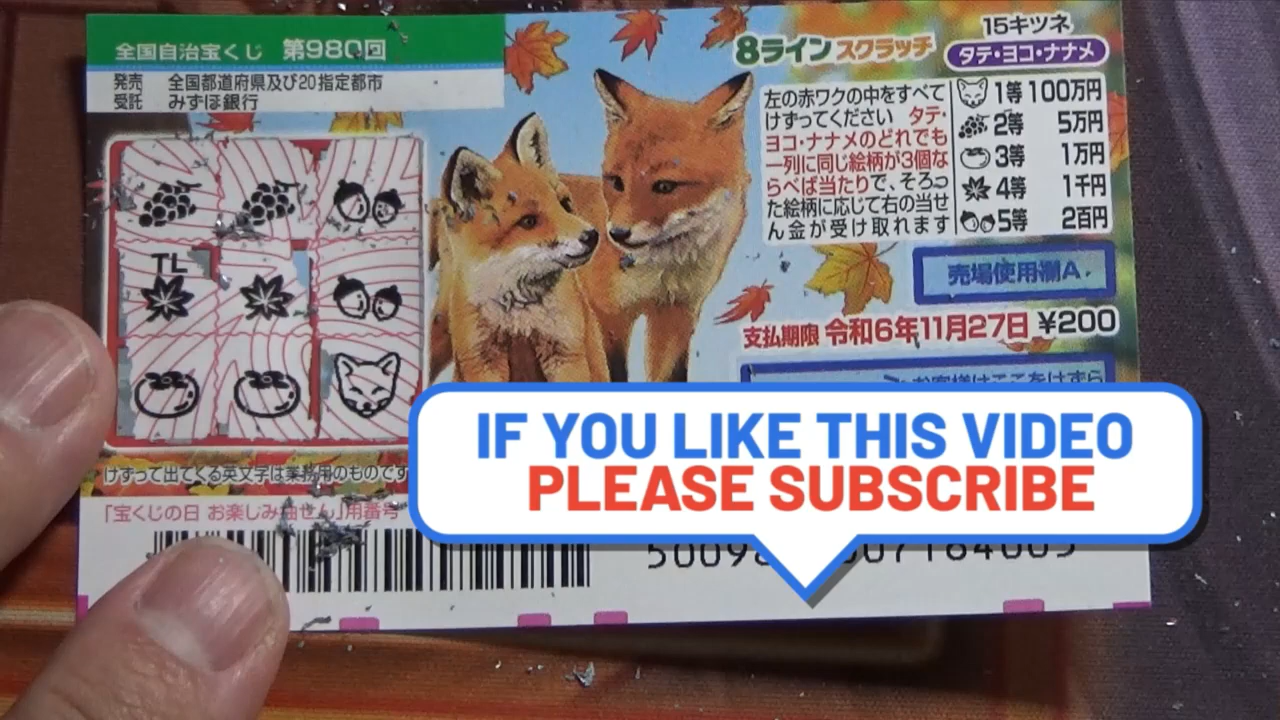 全国自治宝くじ 第980回
発売 全国都道府県及び20指定都市
受託 みずほ銀行
8ラインスクラッチ
15キツネ
タテ・ヨコ・ナナメ
左の赤ワクの中をすべて
けずってください タテ・
ヨコ・ナナメのどれでも
一列に同じ絵柄が3個な
らべば当たりで、そろっ
た絵柄に応じて右の当せ
ん金が受け取れます
1等 100万円
2等 5万円
3等 1万円
4等 1千円
5等 2百円
TL
売場使用欄A
支払期限 令和6年11月27日 ¥200
お客様はここをけずら
けずって出てくる英文字は業務用のものです
「宝くじの日 お楽しみ抽せん」用番号
IF YOU LIKE THIS VIDEO
PLEASE SUBSCRIBE